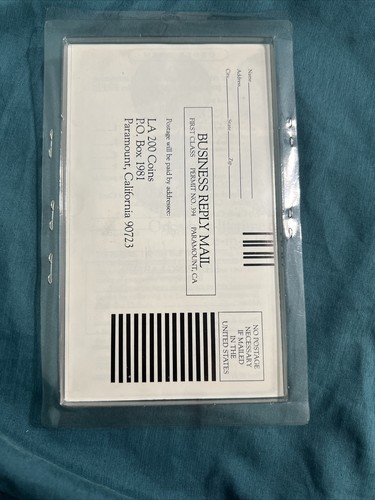 Name
Address
City State Zip
NO POSTAGE
NECESSARY
IF MAILED
IN THE
UNITED STATES
BUSINESS REPLY MAIL
FIRST CLASS PERMIT NO. 394 PARAMOUNT, CA
Postage will be paid by addressee:
LA 200 Coins
P.O. Box 1981
Paramount, California 90723